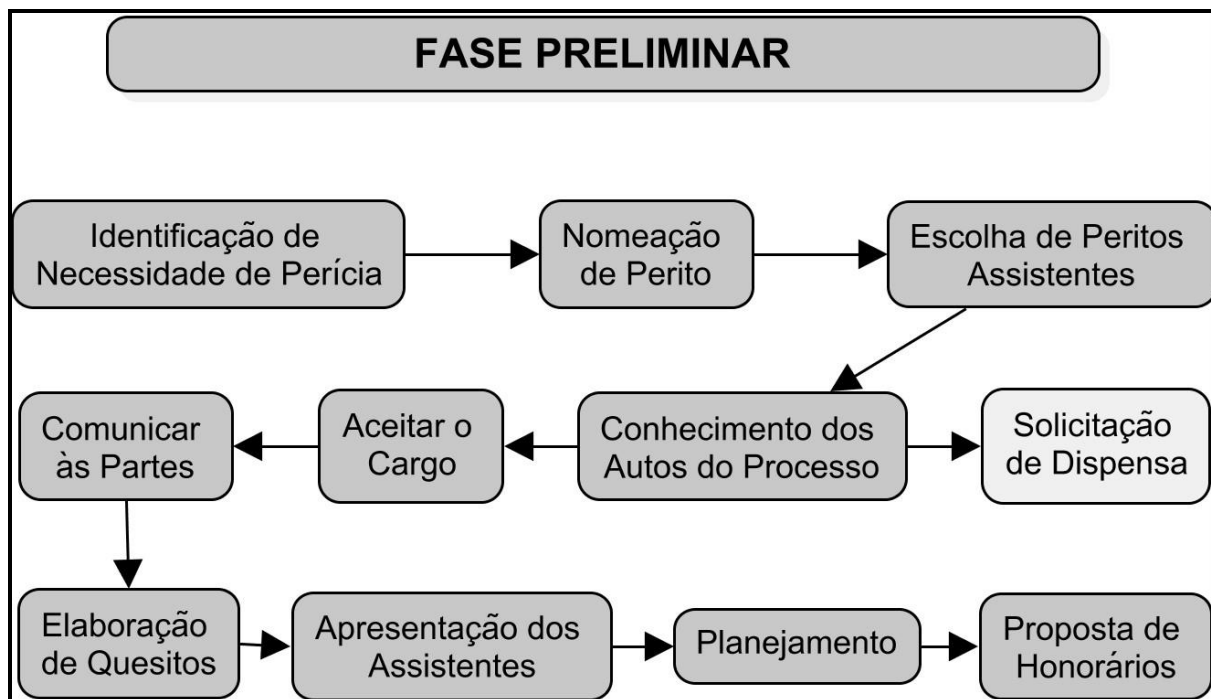 FASE PRELIMINAR
Identificação de
Necessidade de Perícia
Nomeação
de Perito
Escolha de Peritos
Assistentes
Comunicar
às Partes
Aceitar o
Cargo
Conhecimento dos
Autos do Processo
Solicitação
de Dispensa
Elaboração
de Quesitos
Apresentação dos
Assistentes
Planejamento
Proposta de
Honorários